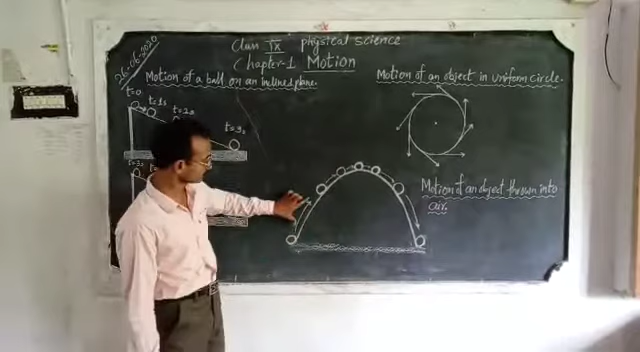 26-06-2020
Class IX physical science
Chapter-1 Motion
Motion of a ball on an inclined plane.
Motion of an object in uniform circle.
t=0
t=1s
t=2s
t=3s
Motion of an object thrown into
air.